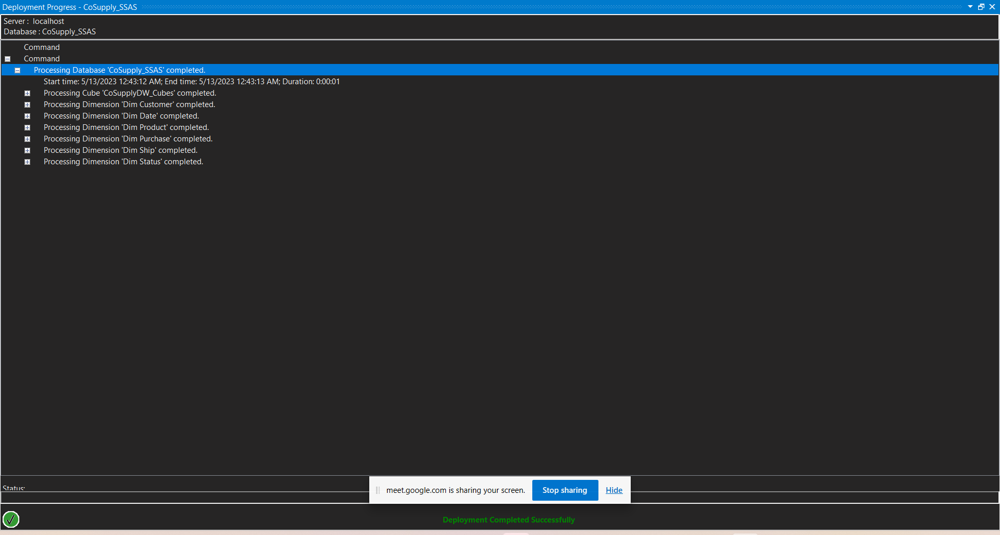 Deployment Progress - CoSupply_SSAS
Server : localhost
Database : CoSupply_SSAS
Command
Command
Processing Database 'CoSupply_SSAS' completed.
Start time: 5/13/2023 12:43:12 AM; End time: 5/13/2023 12:43:13 AM; Duration: 0:00:01
Processing Cube 'CoSupplyDW_Cubes' completed.
Processing Dimension 'Dim Customer' completed.
Processing Dimension 'Dim Date' completed.
Processing Dimension 'Dim Product' completed.
Processing Dimension 'Dim Purchase' completed.
Processing Dimension 'Dim Ship' completed.
Processing Dimension 'Dim Status' completed.
Status:
meet.google.com is sharing your screen. Stop sharing Hide
Deployment Completed Successfully